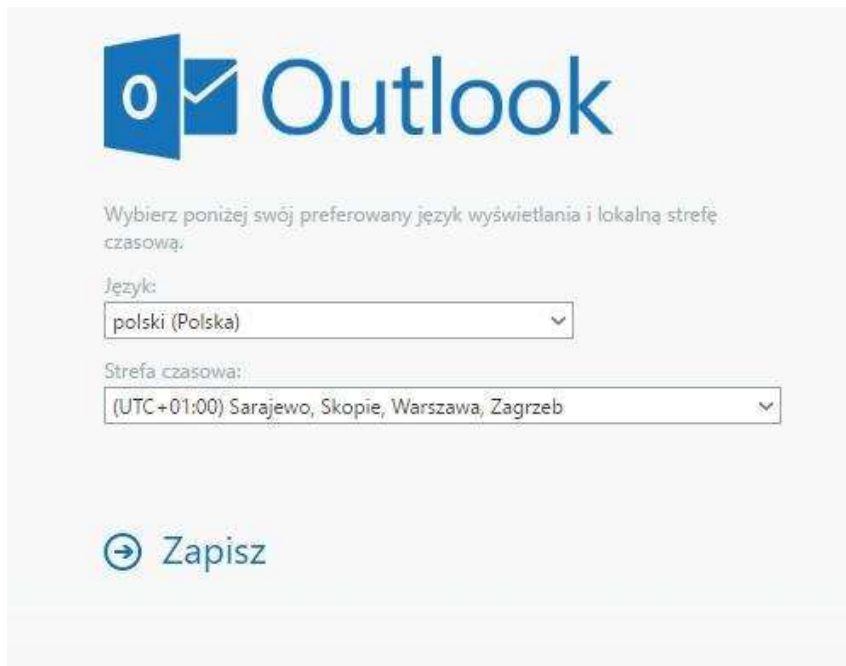 Outlook
Wybierz poniżej swój preferowany język wyświetlania i lokalną strefę
czasową.
Język:
polski (Polska)
Strefa czasowa:
(UTC+01:00) Sarajewo, Skopie, Warszawa, Zagrzeb
Zapisz